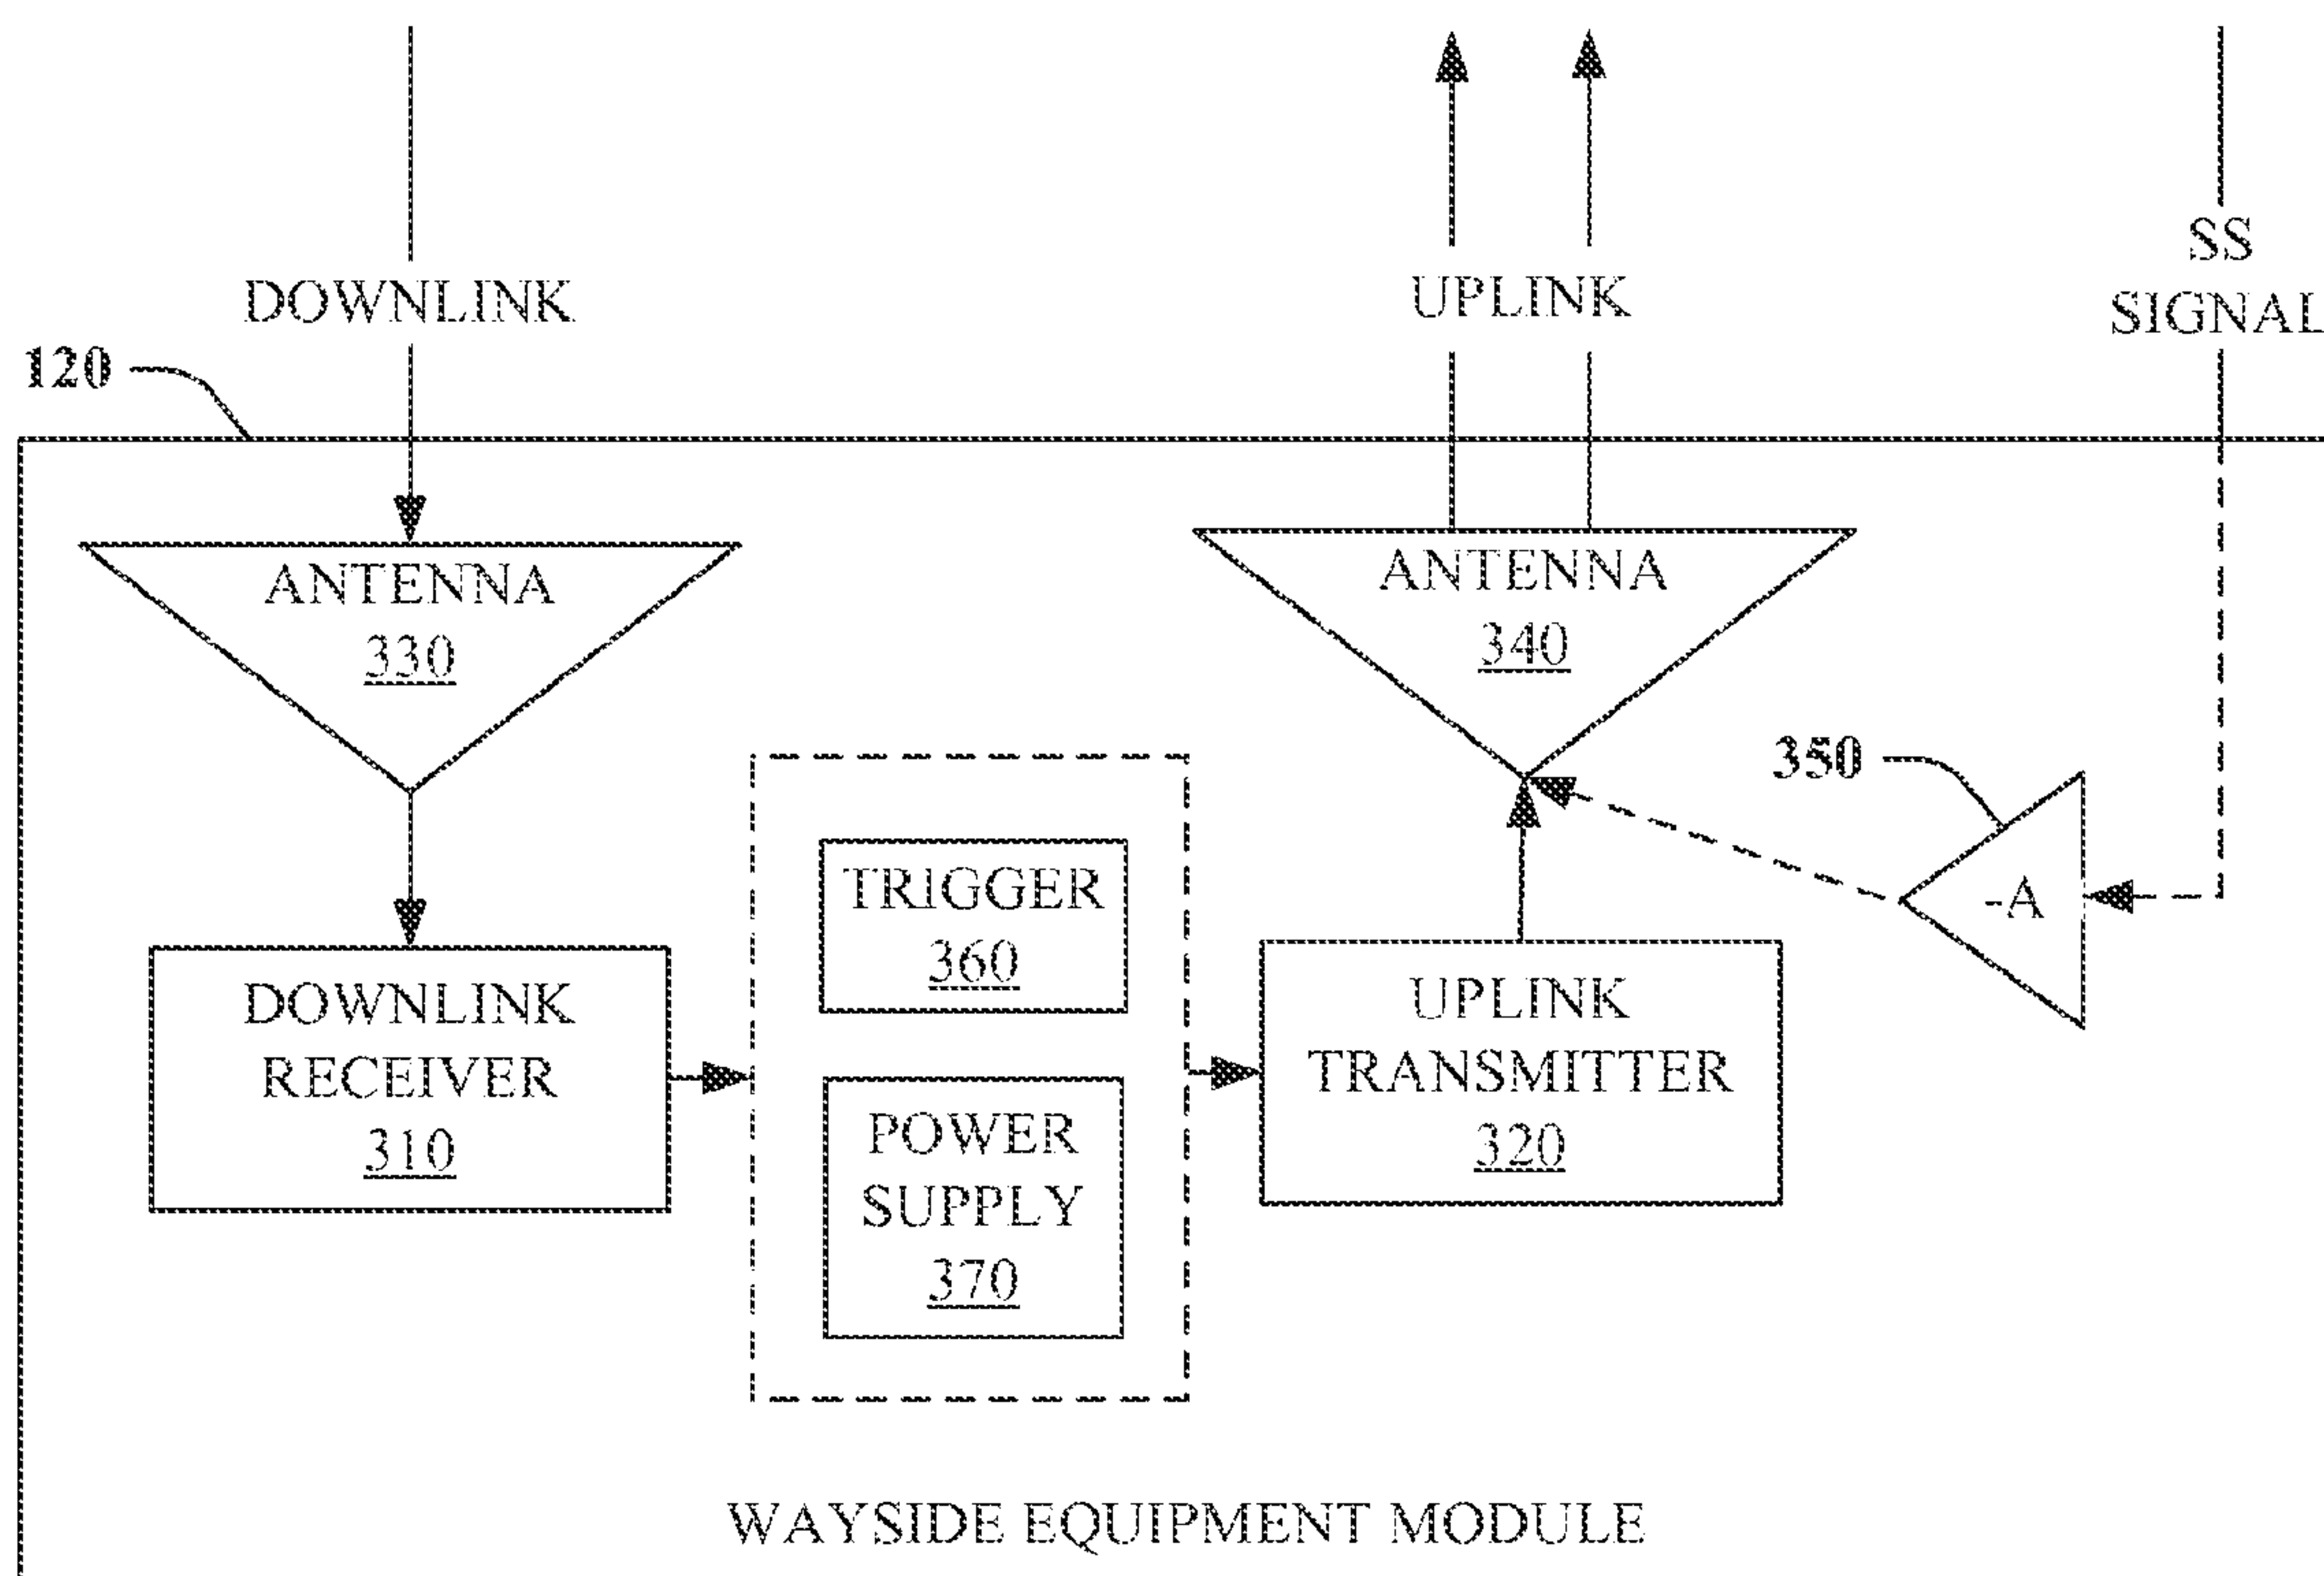 DOWNLINK
UPLINK
SS
SIGNAL
120
ANTENNA
330
ANTENNA
340
350
-A
TRIGGER
360
DOWNLINK
RECEIVER
310
POWER
SUPPLY
370
UPLINK
TRANSMITTER
320
WAYSIDE EQUIPMENT MODULE